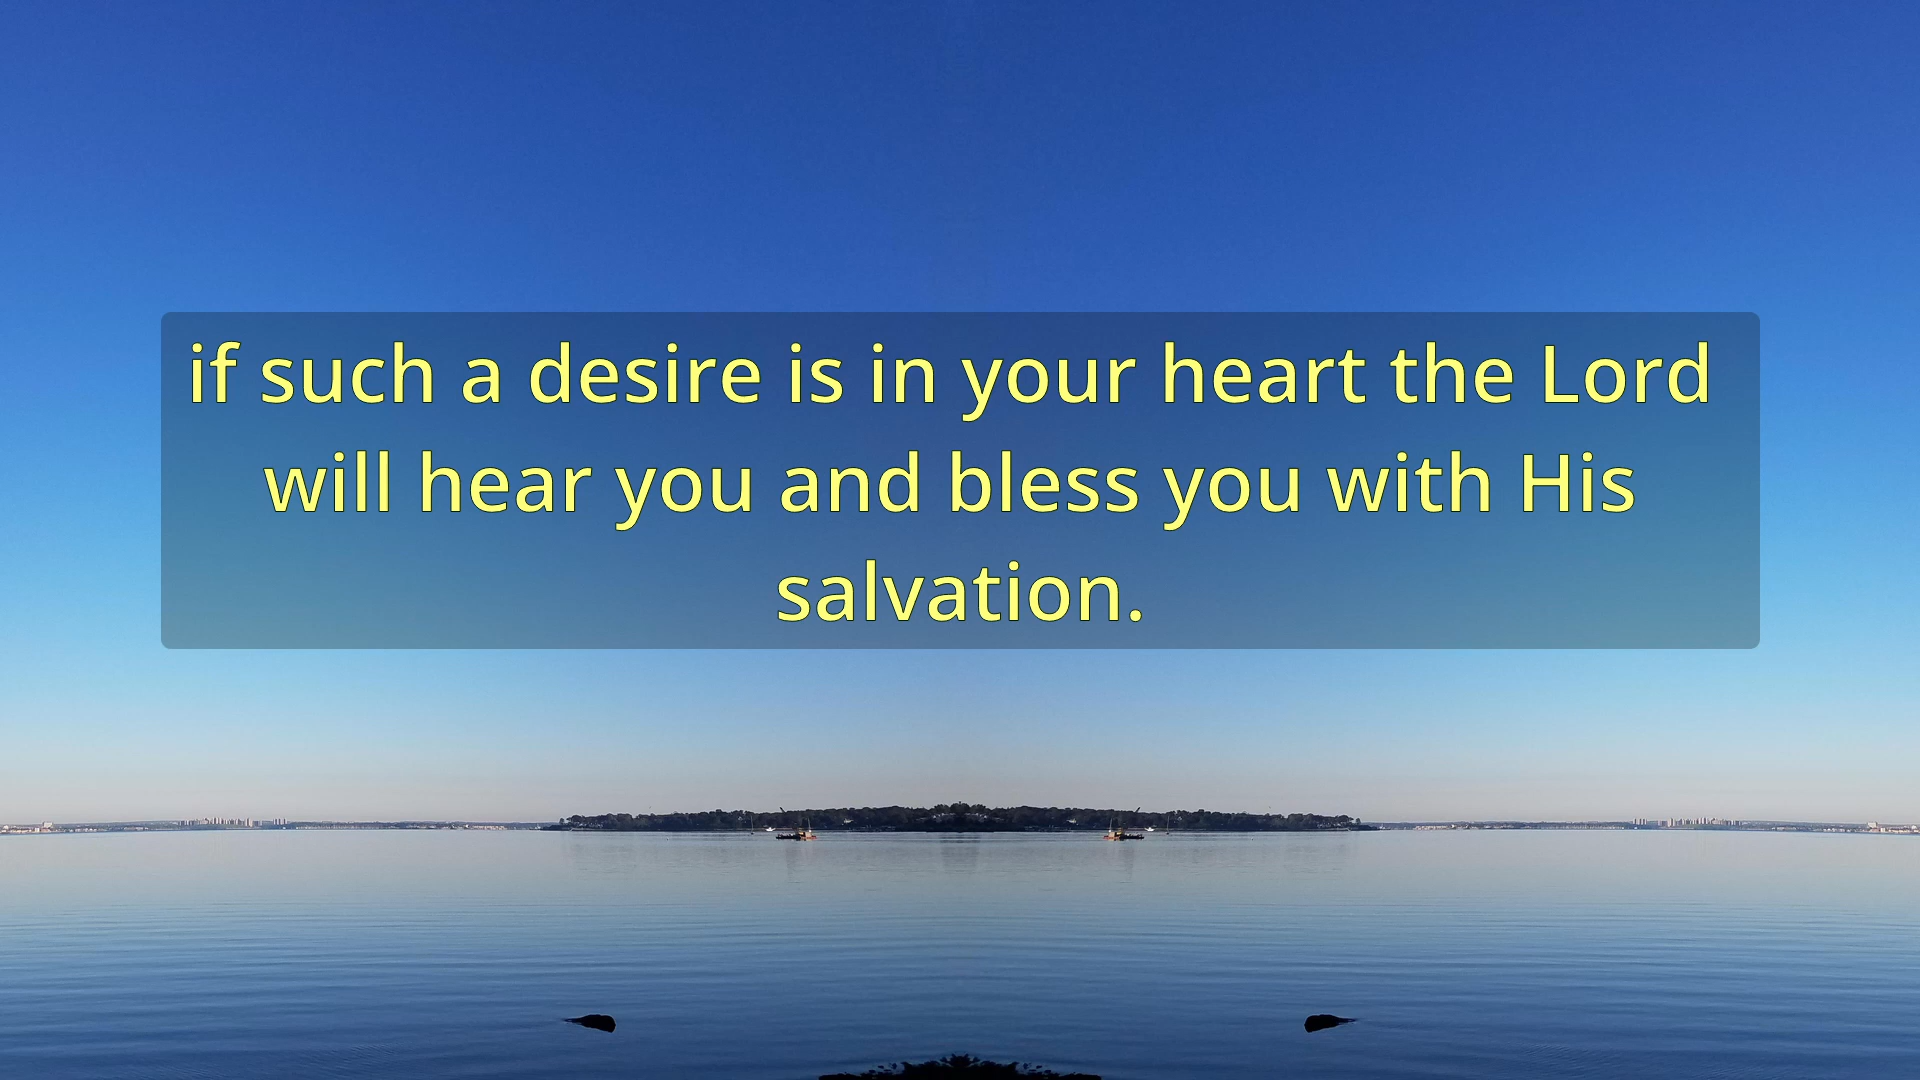 if such a desire is in your heart the Lord
will hear you and bless you with His
salvation.